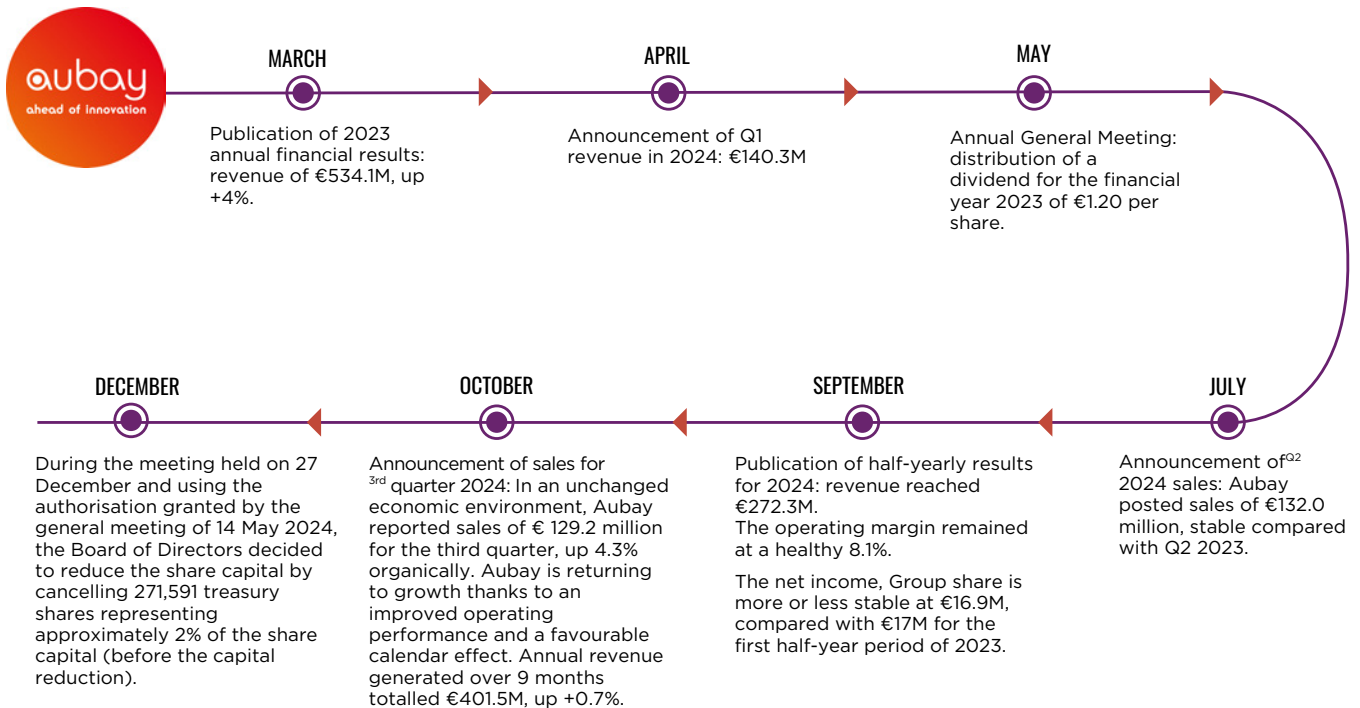 aubay
ahead of innovation
MARCH
Publication of 2023
annual financial results:
revenue of €534.1M, up
+4%.
APRIL
Announcement of Q1
revenue in 2024: €140.3M
MAY
Annual General Meeting:
distribution of a
dividend for the financial
year 2023 of €1.20 per
share.
JULY
Announcement of Q2
2024 sales: Aubay
posted sales of €132.0
million, stable compared
with Q2 2023.
SEPTEMBER
Publication of half-yearly results
for 2024: revenue reached
€272.3M.
The operating margin remained
at a healthy 8.1%.
The net income, Group share is
more or less stable at €16.9M,
compared with €17M for the
first half-year period of 2023.
OCTOBER
Announcement of sales for
3rd quarter 2024: In an unchanged
economic environment, Aubay
reported sales of € 129.2 million
for the third quarter, up 4.3%
organically. Aubay is returning
to growth thanks to an
improved operating
performance and a favourable
calendar effect. Annual revenue
generated over 9 months
totalled €401.5M, up +0.7%.
DECEMBER
During the meeting held on 27
December and using the
authorisation granted by the
general meeting of 14 May 2024,
the Board of Directors decided
to reduce the share capital by
cancelling 271,591 treasury
shares representing
approximately 2% of the share
capital (before the capital
reduction).